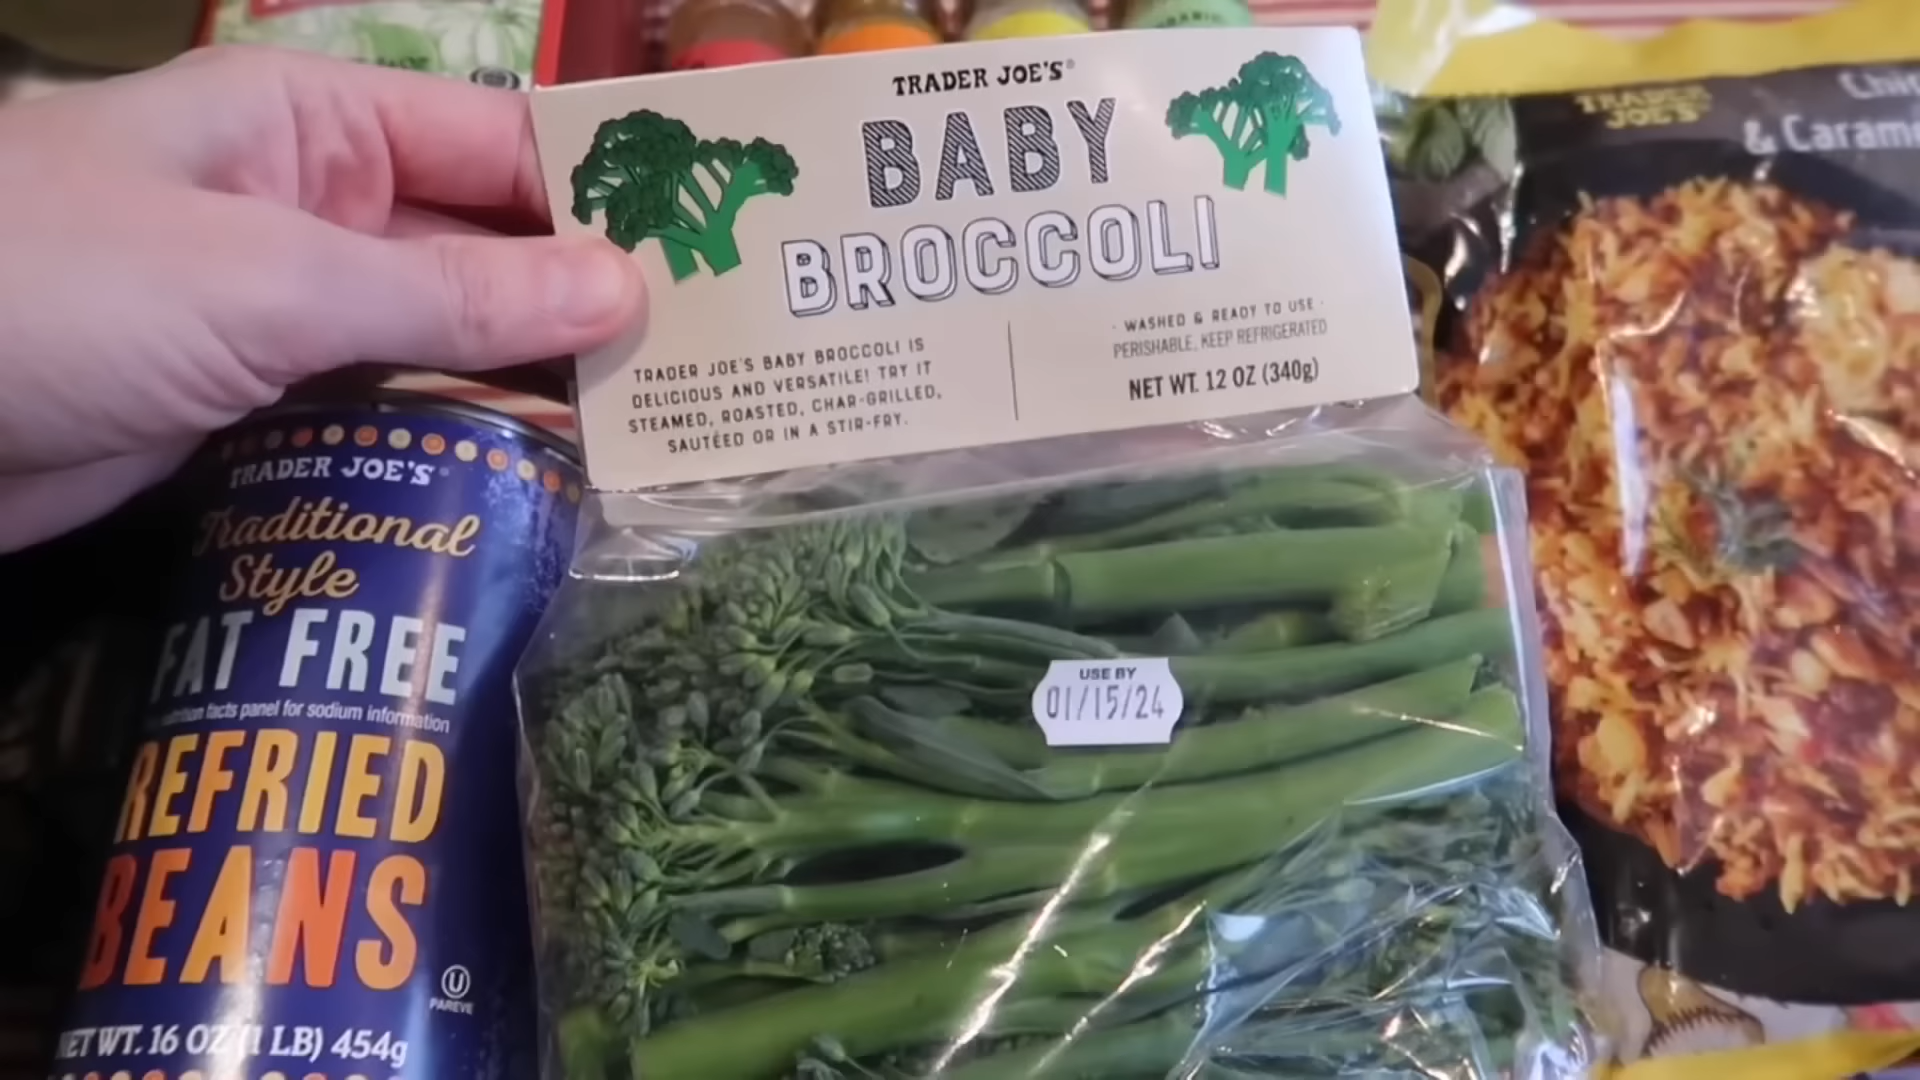 TRADER JOE'S®
BABY
BROCCOLI
TRADER JOE'S BABY BROCCOLI IS
DELICIOUS AND VERSATILE! TRY IT
STEAMED, ROASTED, CHAR-GRILLED,
SAUTÉED OR IN A STIR-FRY.
· WASHED & READY TO USE ·
PERISHABLE, KEEP REFRIGERATED
NET WT. 12 OZ (340g)
USE BY
01/15/24
TRADER JOE'S®
Traditional
Style
FAT FREE
facts panel for sodium information
REFRIED
BEANS
U
PAREVE
NET WT. 16 OZ (1 LB) 454g
TRADER
JOE'S
&